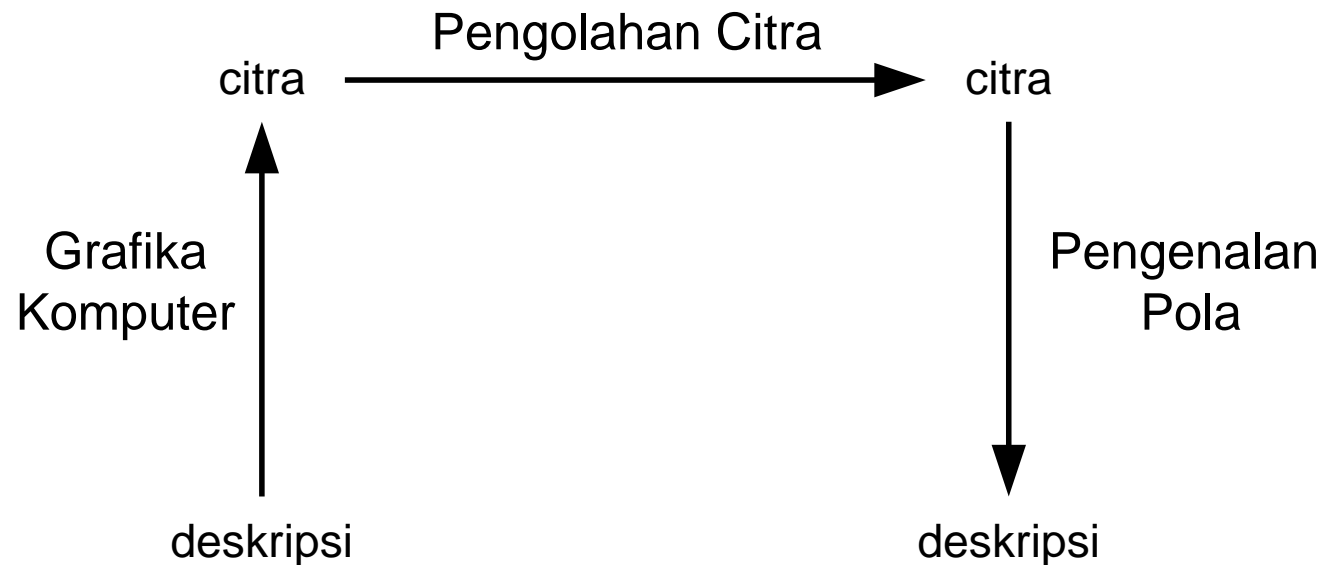 Pengolahan Citra
citra
citra
Grafika
Komputer
Pengenalan
Pola
deskripsi
deskripsi